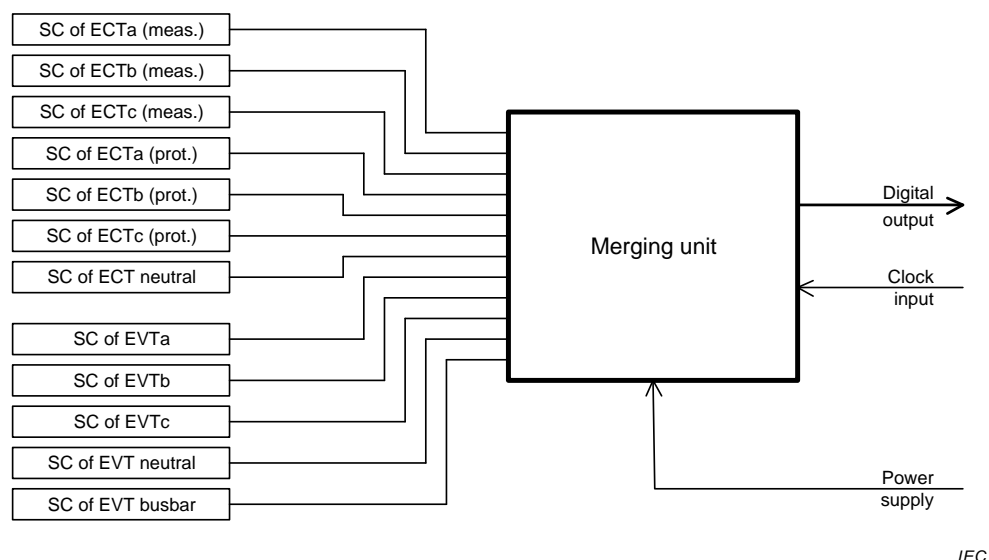 SC of ECTa (meas.)
SC of ECTb (meas.)
SC of ECTc (meas.)
SC of ECTa (prot.)
SC of ECTb (prot.)
SC of ECTc (prot.)
SC of ECT neutral
SC of EVTa
SC of EVTb
SC of EVTc
SC of EVT neutral
SC of EVT busbar
Merging unit
Digital
output
Clock
input
Power
supply
IEC